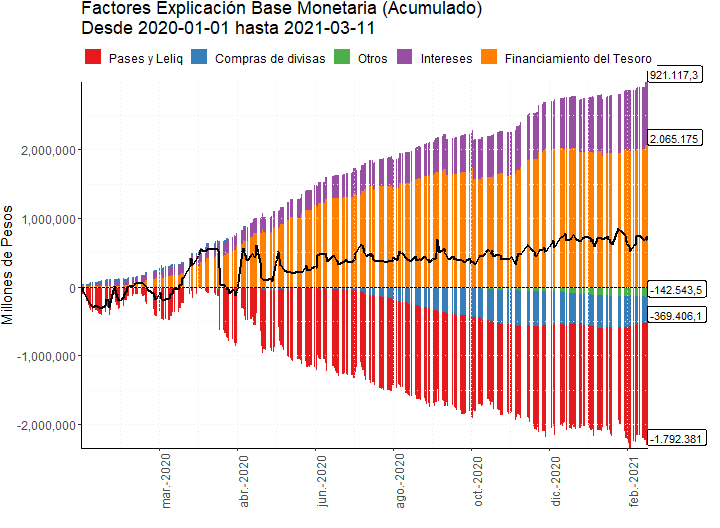 Factores Explicación Base Monetaria (Acumulado)
Desde 2020-01-01 hasta 2021-03-11
Pases y Leliq Compras de divisas Otros Intereses Financiamiento del Tesoro
921.117,3
2.065.175
2,000,000
1,000,000
0
-142.543,5
-369.406,1
-1,000,000
-2,000,000
-1.792.381
Millones de Pesos
mar.-2020
abr.-2020
jun.-2020
ago.-2020
oct.-2020
dic.-2020
feb.-2021